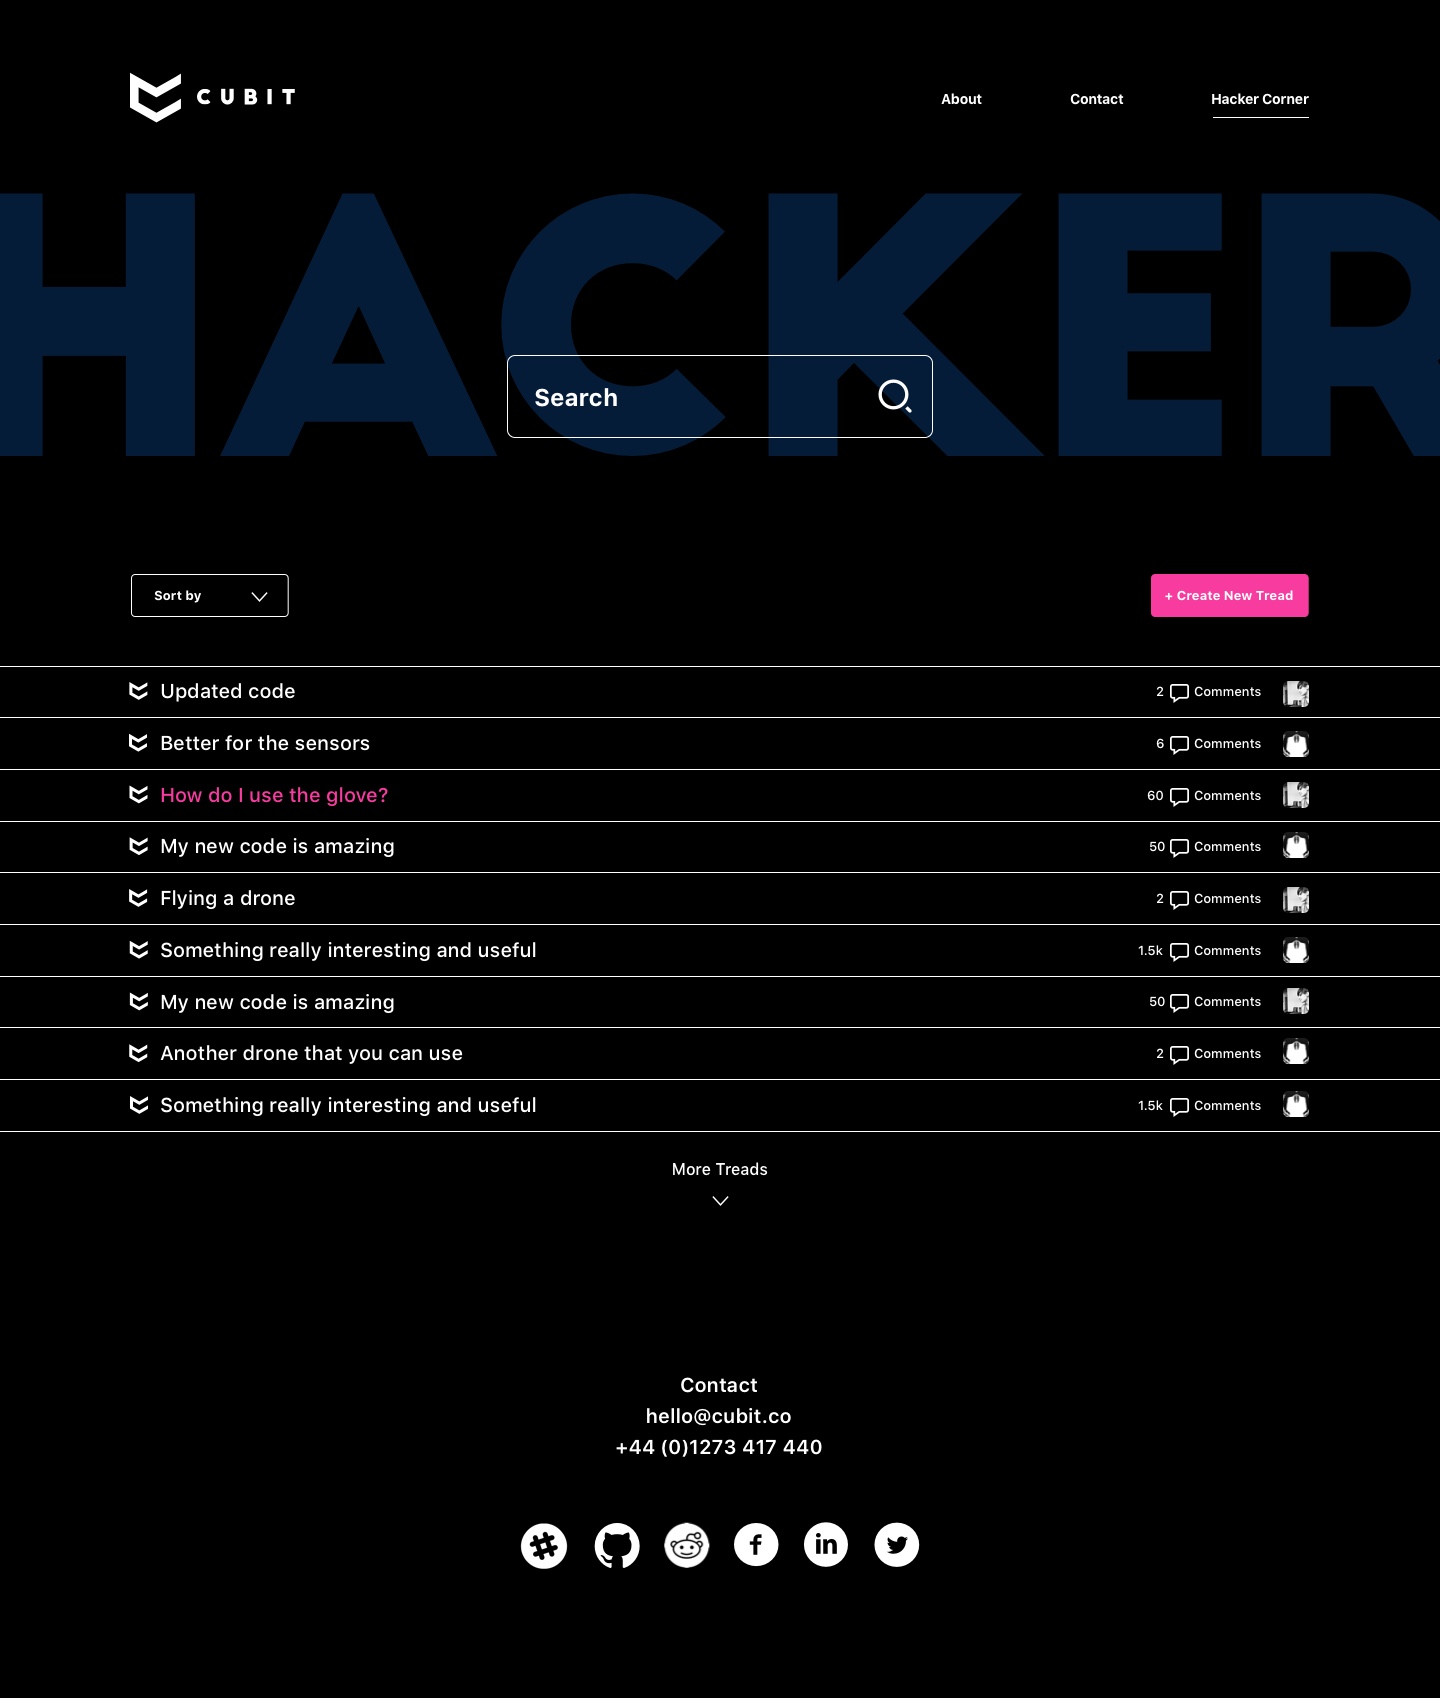 CUBIT
About
Contact
Hacker Corner
HACKER
Search
Sort by
+ Create New Tread
Updated code
2 Comments
Better for the sensors
6 Comments
How do I use the glove?
60 Comments
My new code is amazing
50 Comments
Flying a drone
2 Comments
Something really interesting and useful
1.5k Comments
My new code is amazing
50 Comments
Another drone that you can use
2 Comments
Something really interesting and useful
1.5k Comments
More Treads
Contact
hello@cubit.co
+44 (0)1273 417 440